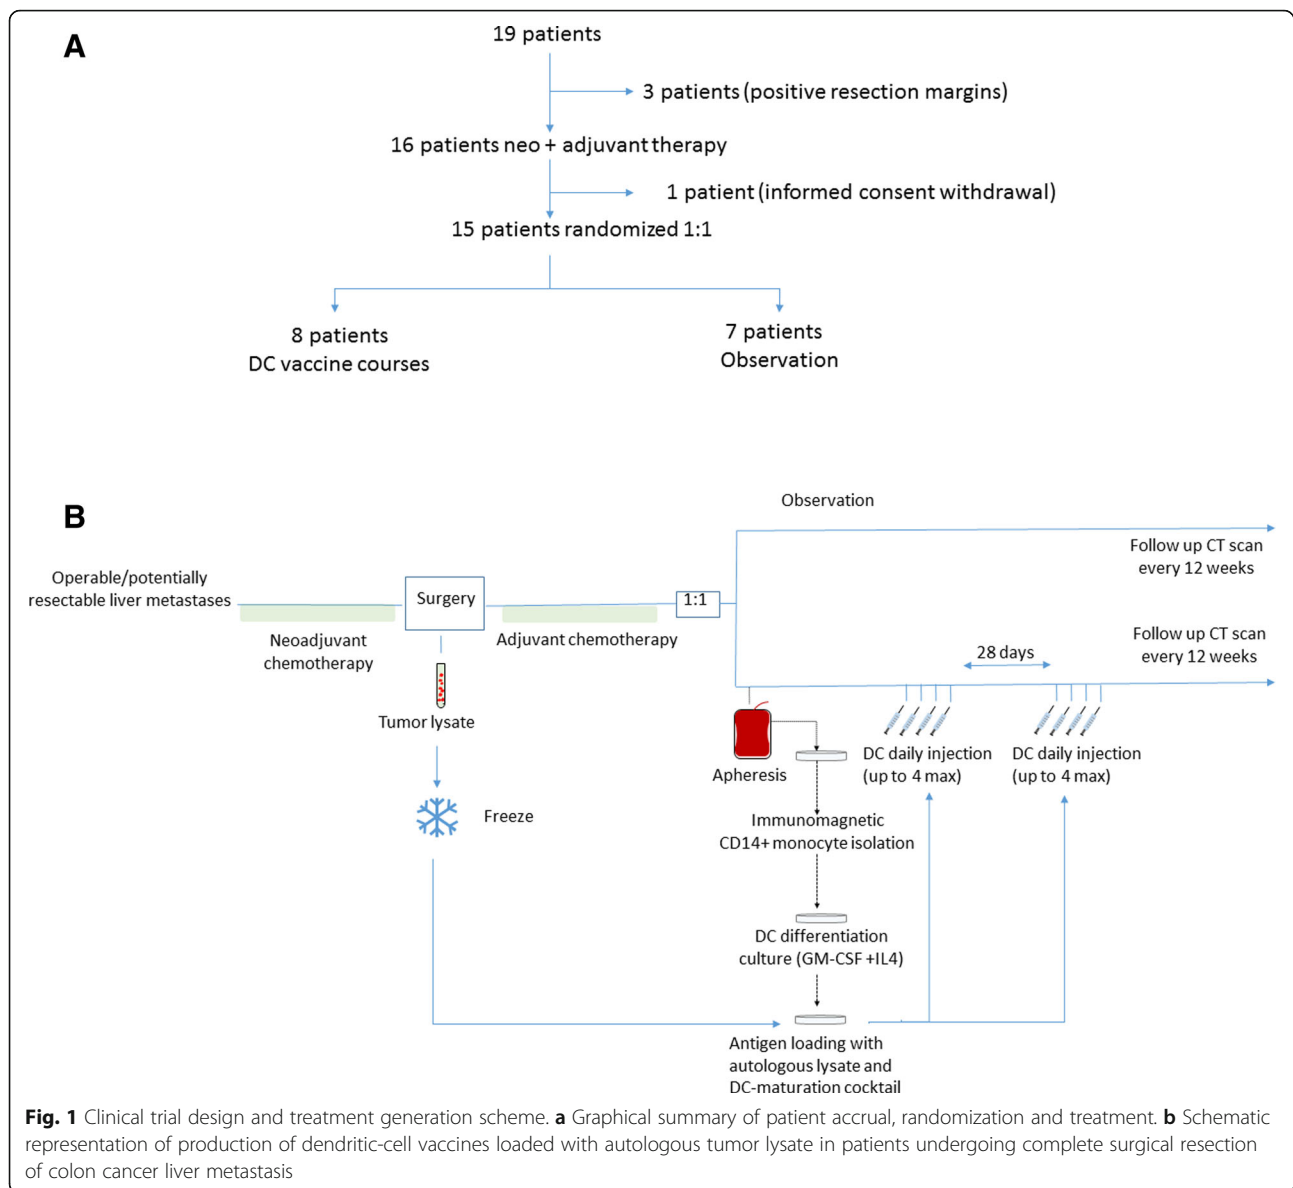 A
19 patients
3 patients (positive resection margins)
16 patients neo + adjuvant therapy
1 patient (informed consent withdrawal)
15 patients randomized 1:1
8 patients
DC vaccine courses
7 patients
Observation
B
Observation
Follow up CT scan
every 12 weeks
Operable/potentially
resectable liver metastases
Surgery
1:1
Neoadjuvant
chemotherapy
Adjuvant chemotherapy
Follow up CT scan
every 12 weeks
28 days
Tumor lysate
Apheresis
DC daily injection
(up to 4 max)
DC daily injection
(up to 4 max)
Freeze
Immunomagnetic
CD14+ monocyte isolation
DC differentiation
culture (GM-CSF +IL4)
Antigen loading with
autologous lysate and
DC-maturation cocktail
Fig. 1 Clinical trial design and treatment generation scheme. a Graphical summary of patient accrual, randomization and treatment. b Schematic
representation of production of dendritic-cell vaccines loaded with autologous tumor lysate in patients undergoing complete surgical resection
of colon cancer liver metastasis